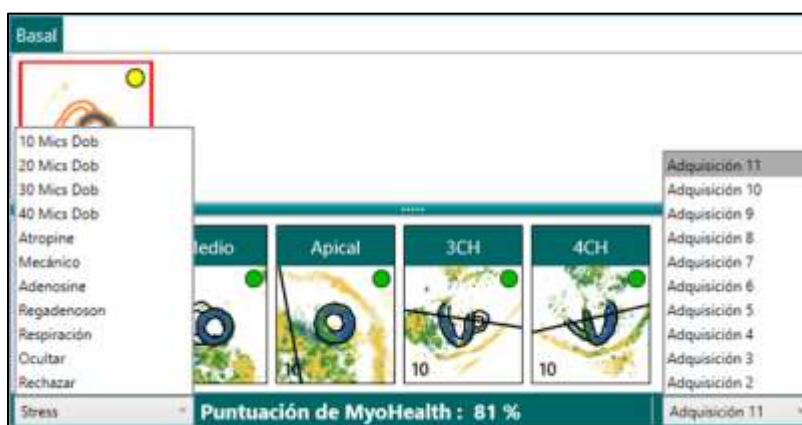 Basal
10 Mics Dob
20 Mics Dob
30 Mics Dob
40 Mics Dob
Atropine
Mecánico
Adenosine
Regadenoson
Respiración
Ocultar
Rechazar
Stress
edio
Apical
3CH
4CH
10
10
10
Puntuación de MyoHealth : 81 %
Adquisición 11
Adquisición 10
Adquisición 9
Adquisición 8
Adquisición 7
Adquisición 6
Adquisición 5
Adquisición 4
Adquisición 3
Adquisición 2
Adquisición 11